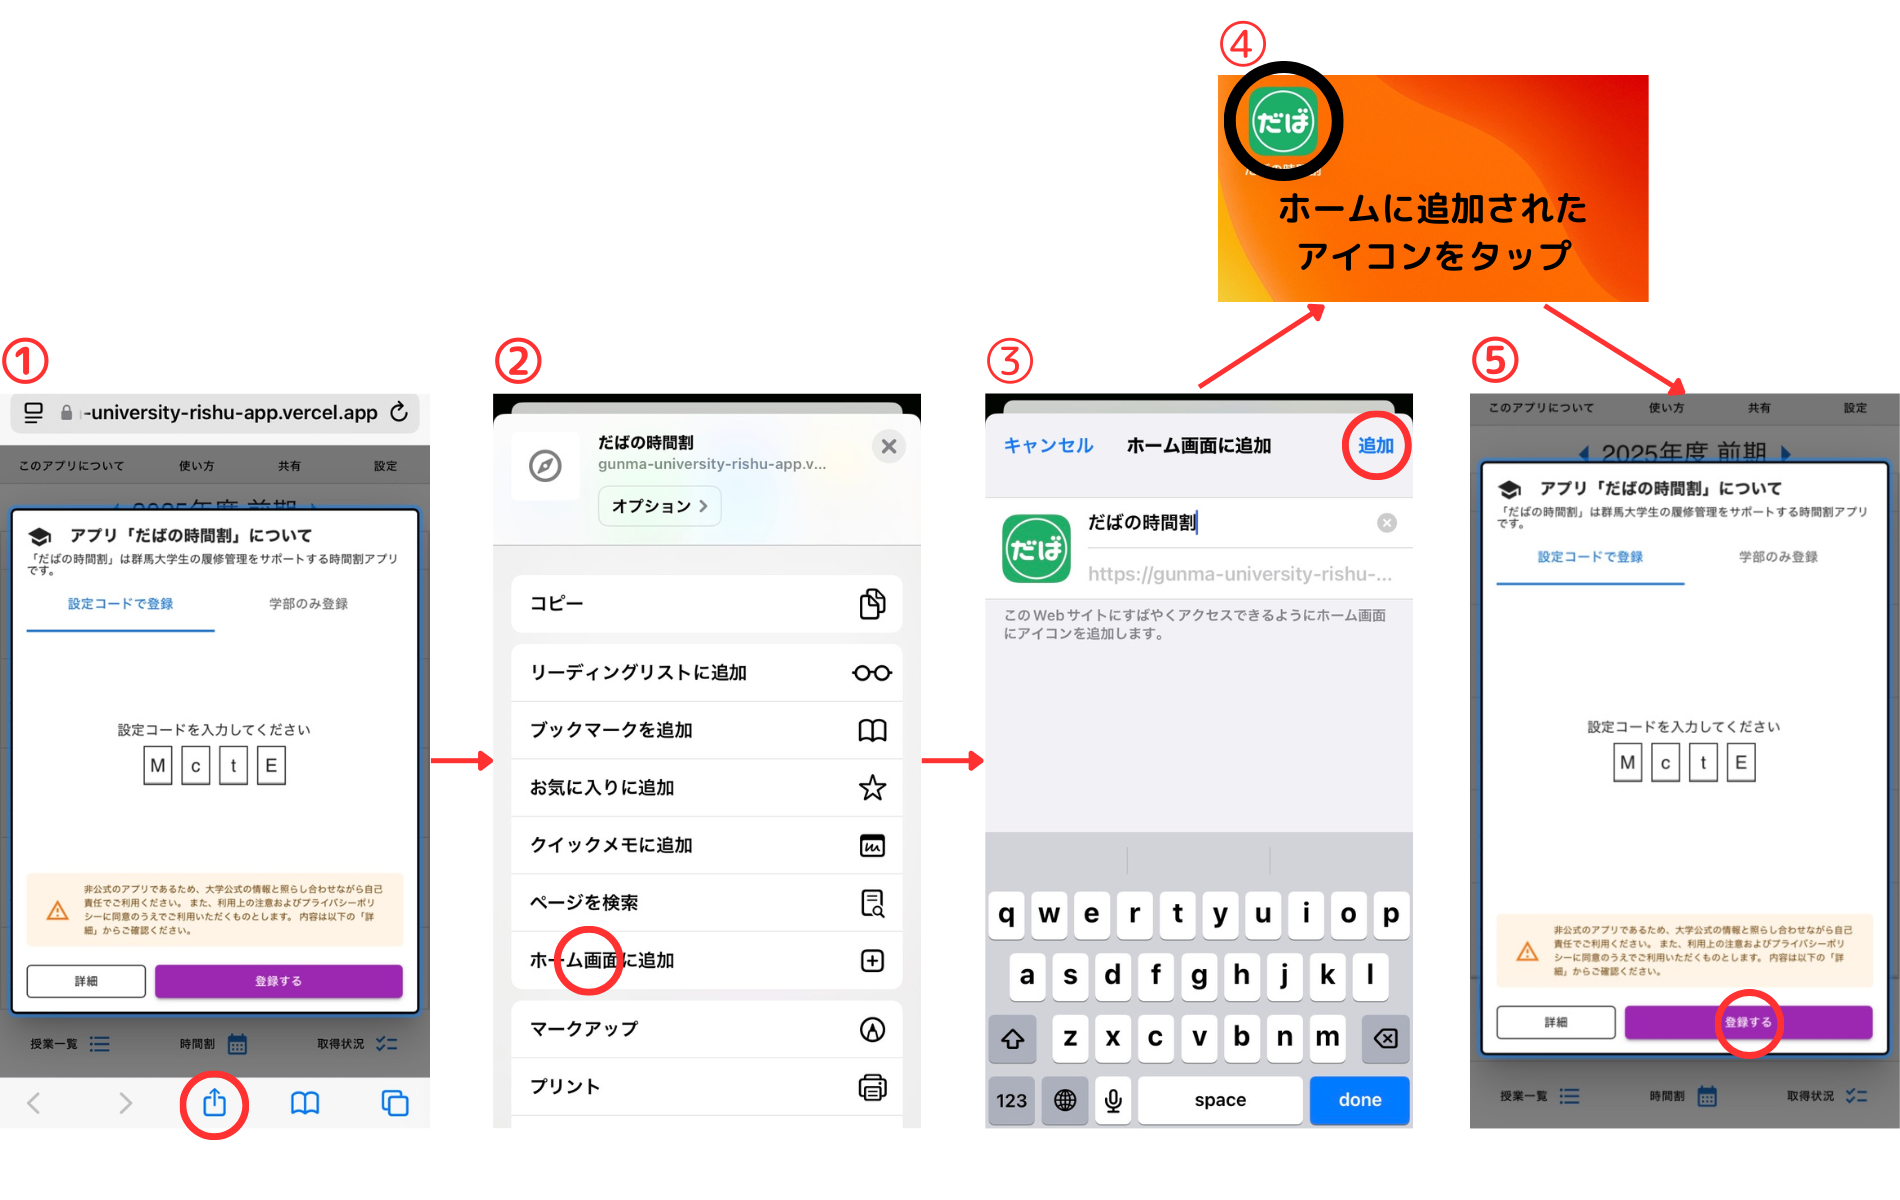 ①
-university-rishu-app.vercel.app
このアプリについて 使い方 共有 設定
2025年度 前期
アプリ「だばの時間割」について
「だばの時間割」は群馬大学生の履修管理をサポートする時間割アプリ
です。
設定コードで登録 学部のみ登録
設定コードを入力してください
M c t E
非公式のアプリであるため、大学公式の情報と照らし合わせながら自己
責任でご利用ください。 また、利用上の注意およびプライバシーポリ
シーに同意のうえでご利用いただくものとします。 内容は以下の「詳
細」からご確認ください。
詳細 登録する
授業一覧 時間割 取得状況
②
だばの時間割
gunma-university-rishu-app.v...
オプション
コピー
リーディングリストに追加
ブックマークを追加
お気に入りに追加
クイックメモに追加
ページを検索
ホーム画面に追加
マークアップ
プリント
③
キャンセル ホーム画面に追加 追加
だば
だばの時間割
https://gunma-university-rishu-...
このWebサイトにすばやくアクセスできるようにホーム画面
にアイコンを追加します。
q w e r t y u i o p
a s d f g h j k l
z x c v b n m
123 space done
④
だば
だばの時間割
ホームに追加された
アイコンをタップ
⑤
このアプリについて 使い方 共有 設定
2025年度 前期
アプリ「だばの時間割」について
「だばの時間割」は群馬大学生の履修管理をサポートする時間割アプリ
です。
設定コードで登録 学部のみ登録
設定コードを入力してください
M c t E
非公式のアプリであるため、大学公式の情報と照らし合わせながら自己
責任でご利用ください。 また、利用上の注意およびプライバシーポリ
シーに同意のうえでご利用いただくものとします。 内容は以下の「詳
細」からご確認ください。
詳細 登録する
授業一覧 時間割 取得状況